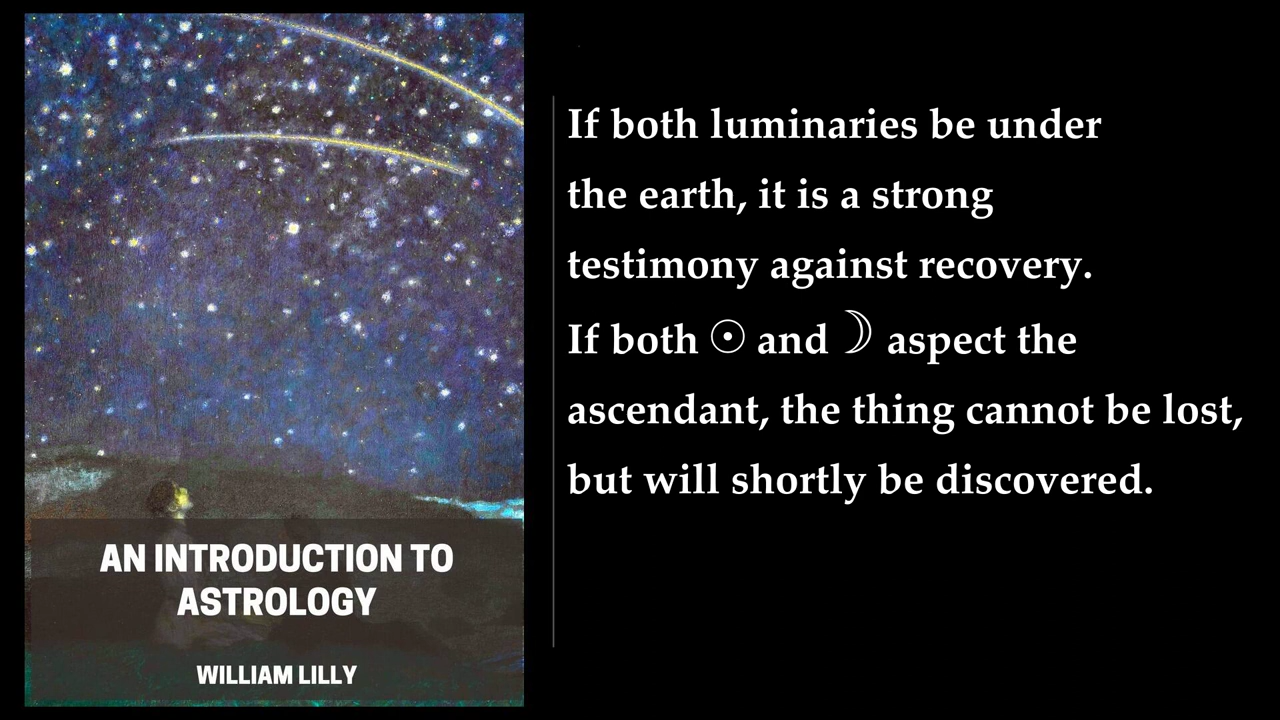 AN INTRODUCTION TO
ASTROLOGY
WILLIAM LILLY
If both luminaries be under
the earth, it is a strong
testimony against recovery.
If both ☉ and ☽ aspect the
ascendant, the thing cannot be lost,
but will shortly be discovered.